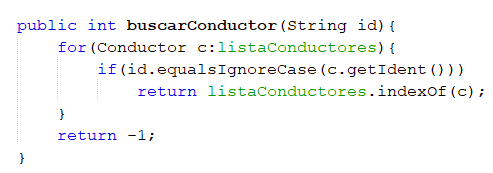 public int buscarConductor(String id){
    for(Conductor c:listaConductores){
        if(id.equalsIgnoreCase(c.getIdent()))
            return listaConductores.indexOf(c);
    }
    return -1;
}